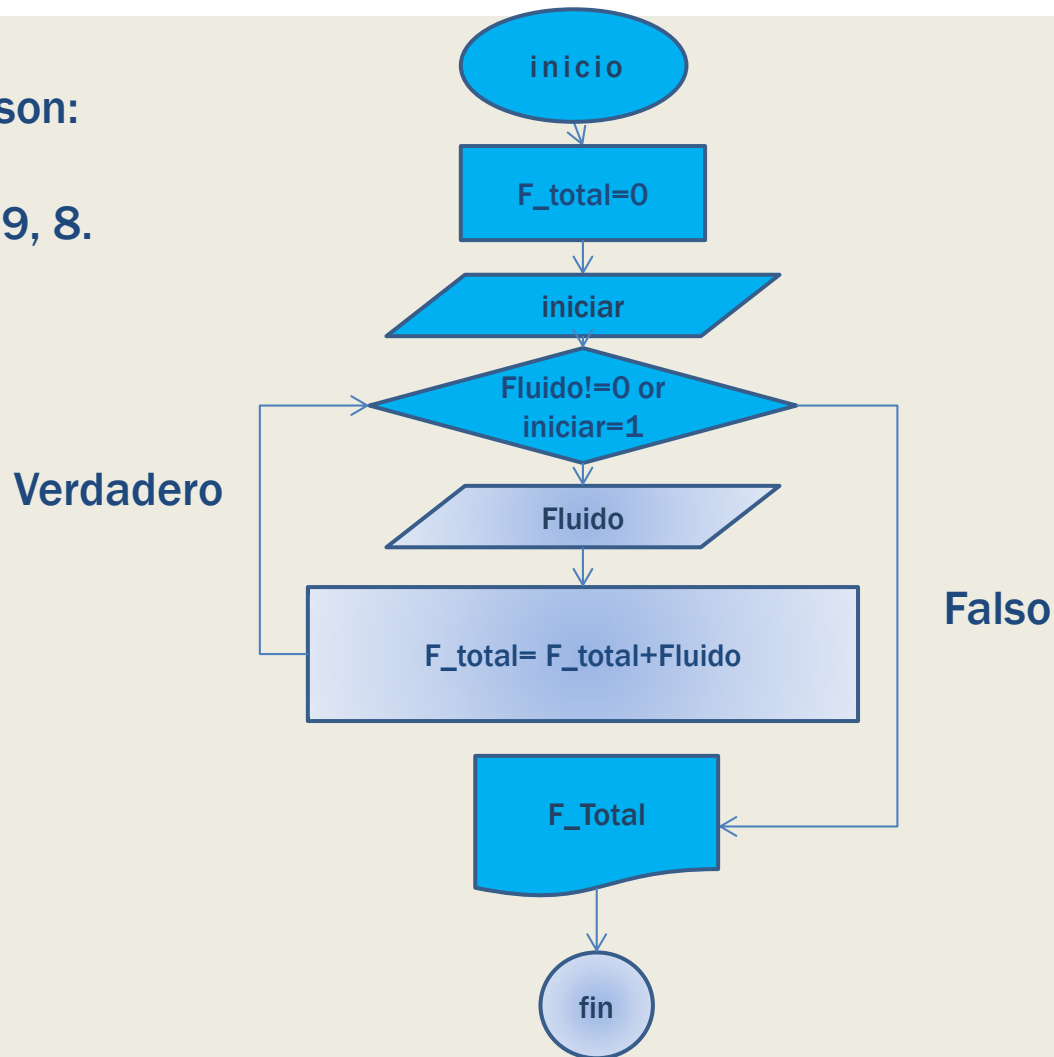 inicio
son:
F_total=0
9, 8.
iniciar
Fluido!=0 or
iniciar=1
Verdadero
Fluido
Falso
F_total= F_total+Fluido
F_Total
fin